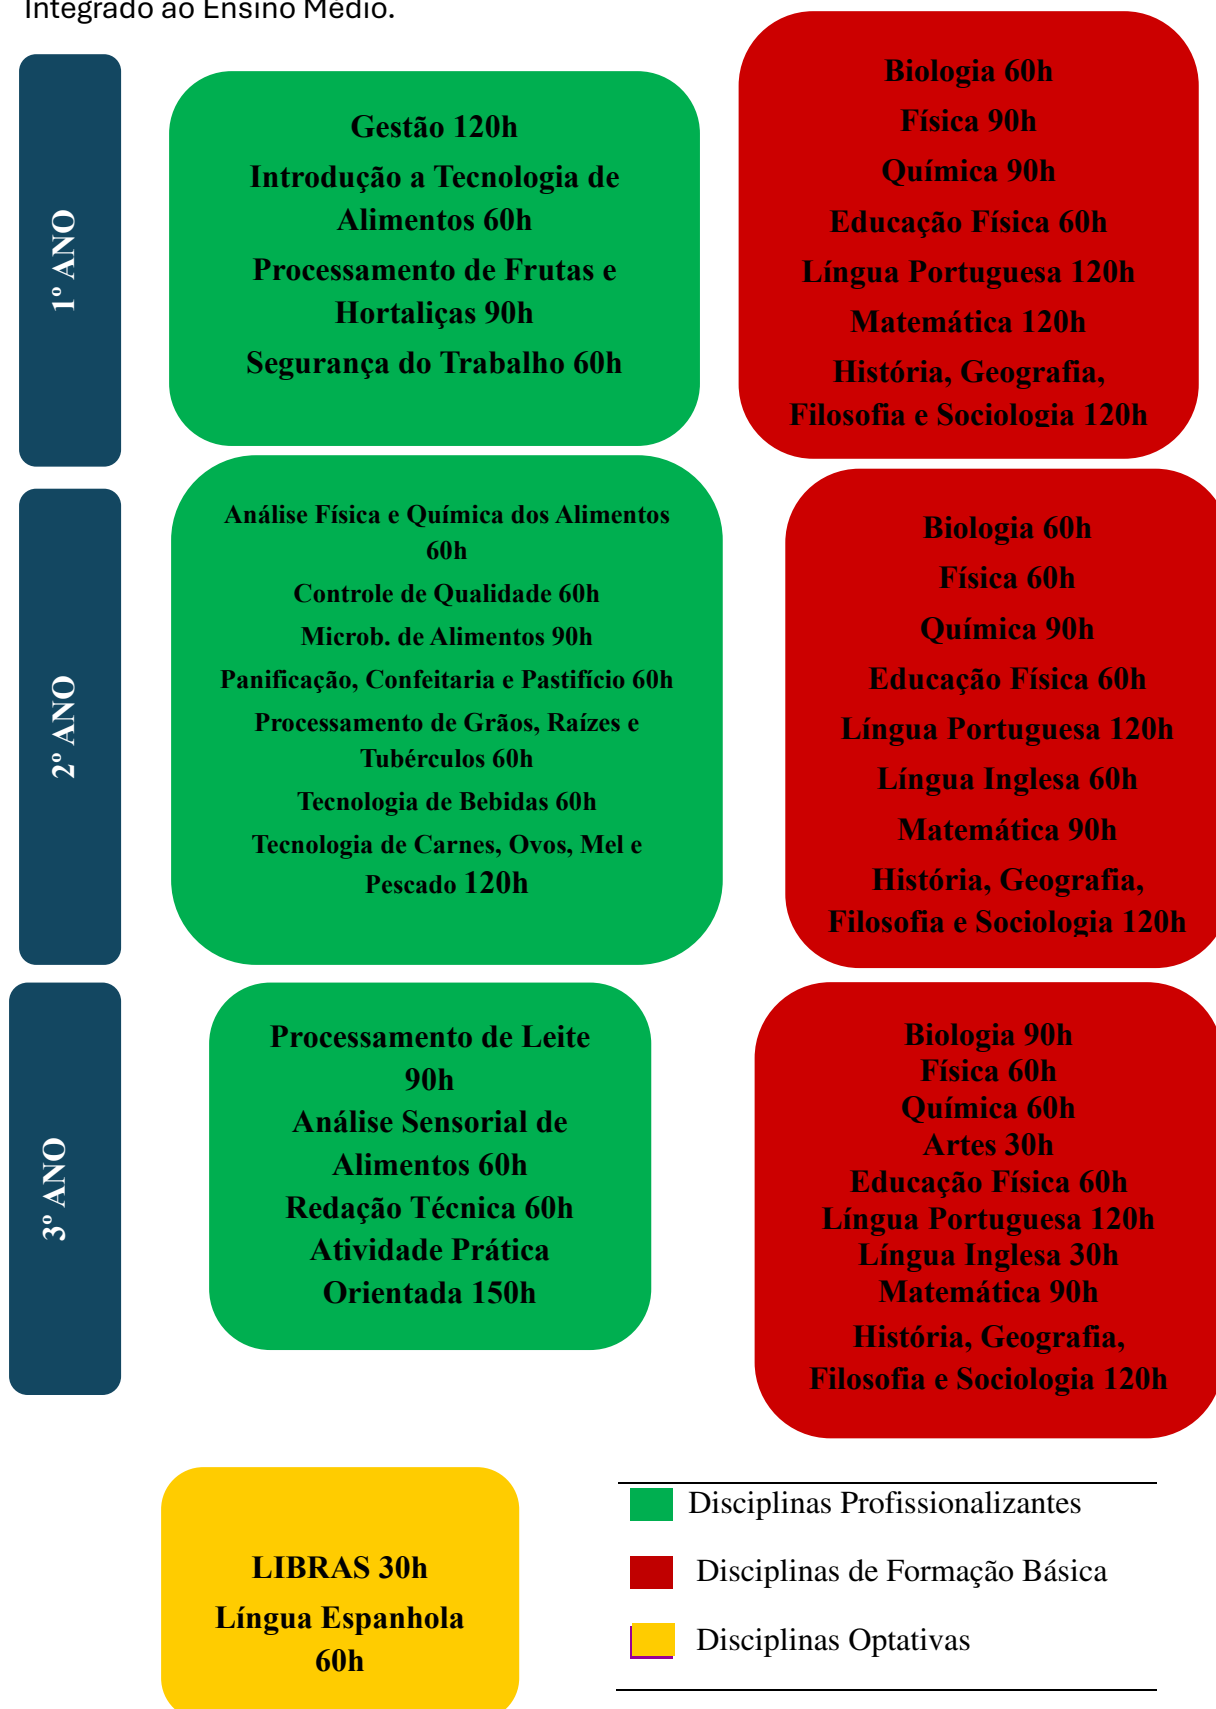 Integrado ao Ensino Médio.
1º ANO
Gestão 120h
Introdução a Tecnologia de
Alimentos 60h
Processamento de Frutas e
Hortaliças 90h
Segurança do Trabalho 60h
Biologia 60h
Física 90h
Química 90h
Educação Física 60h
Língua Portuguesa 120h
Matemática 120h
História, Geografia,
Filosofia e Sociologia 120h
2º ANO
Análise Física e Química dos Alimentos
60h
Controle de Qualidade 60h
Microb. de Alimentos 90h
Panificação, Confeitaria e Pastifício 60h
Processamento de Grãos, Raízes e
Tubérculos 60h
Tecnologia de Bebidas 60h
Tecnologia de Carnes, Ovos, Mel e
Pescado 120h
Biologia 60h
Física 60h
Química 90h
Educação Física 60h
Língua Portuguesa 120h
Língua Inglesa 60h
Matemática 90h
História, Geografia,
Filosofia e Sociologia 120h
3º ANO
Processamento de Leite
90h
Análise Sensorial de
Alimentos 60h
Redação Técnica 60h
Atividade Prática
Orientada 150h
Biologia 90h
Física 60h
Química 60h
Artes 30h
Educação Física 60h
Língua Portuguesa 120h
Língua Inglesa 30h
Matemática 90h
História, Geografia,
Filosofia e Sociologia 120h
LIBRAS 30h
Língua Espanhola
60h
Disciplinas Profissionalizantes
Disciplinas de Formação Básica
Disciplinas Optativas